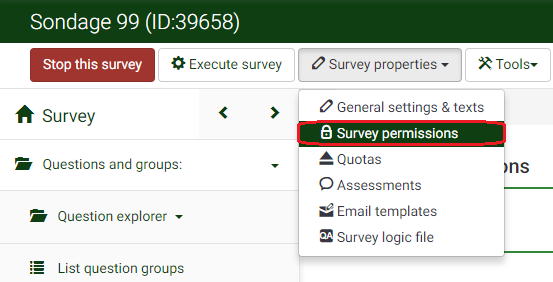 Sondage 99 (ID:39658)
Stop this survey
Execute survey
Survey properties
Tools
Survey
General settings & texts
Survey permissions
Quotas
Assessments
Email templates
QA Survey logic file
Questions and groups:
Question explorer
List question groups